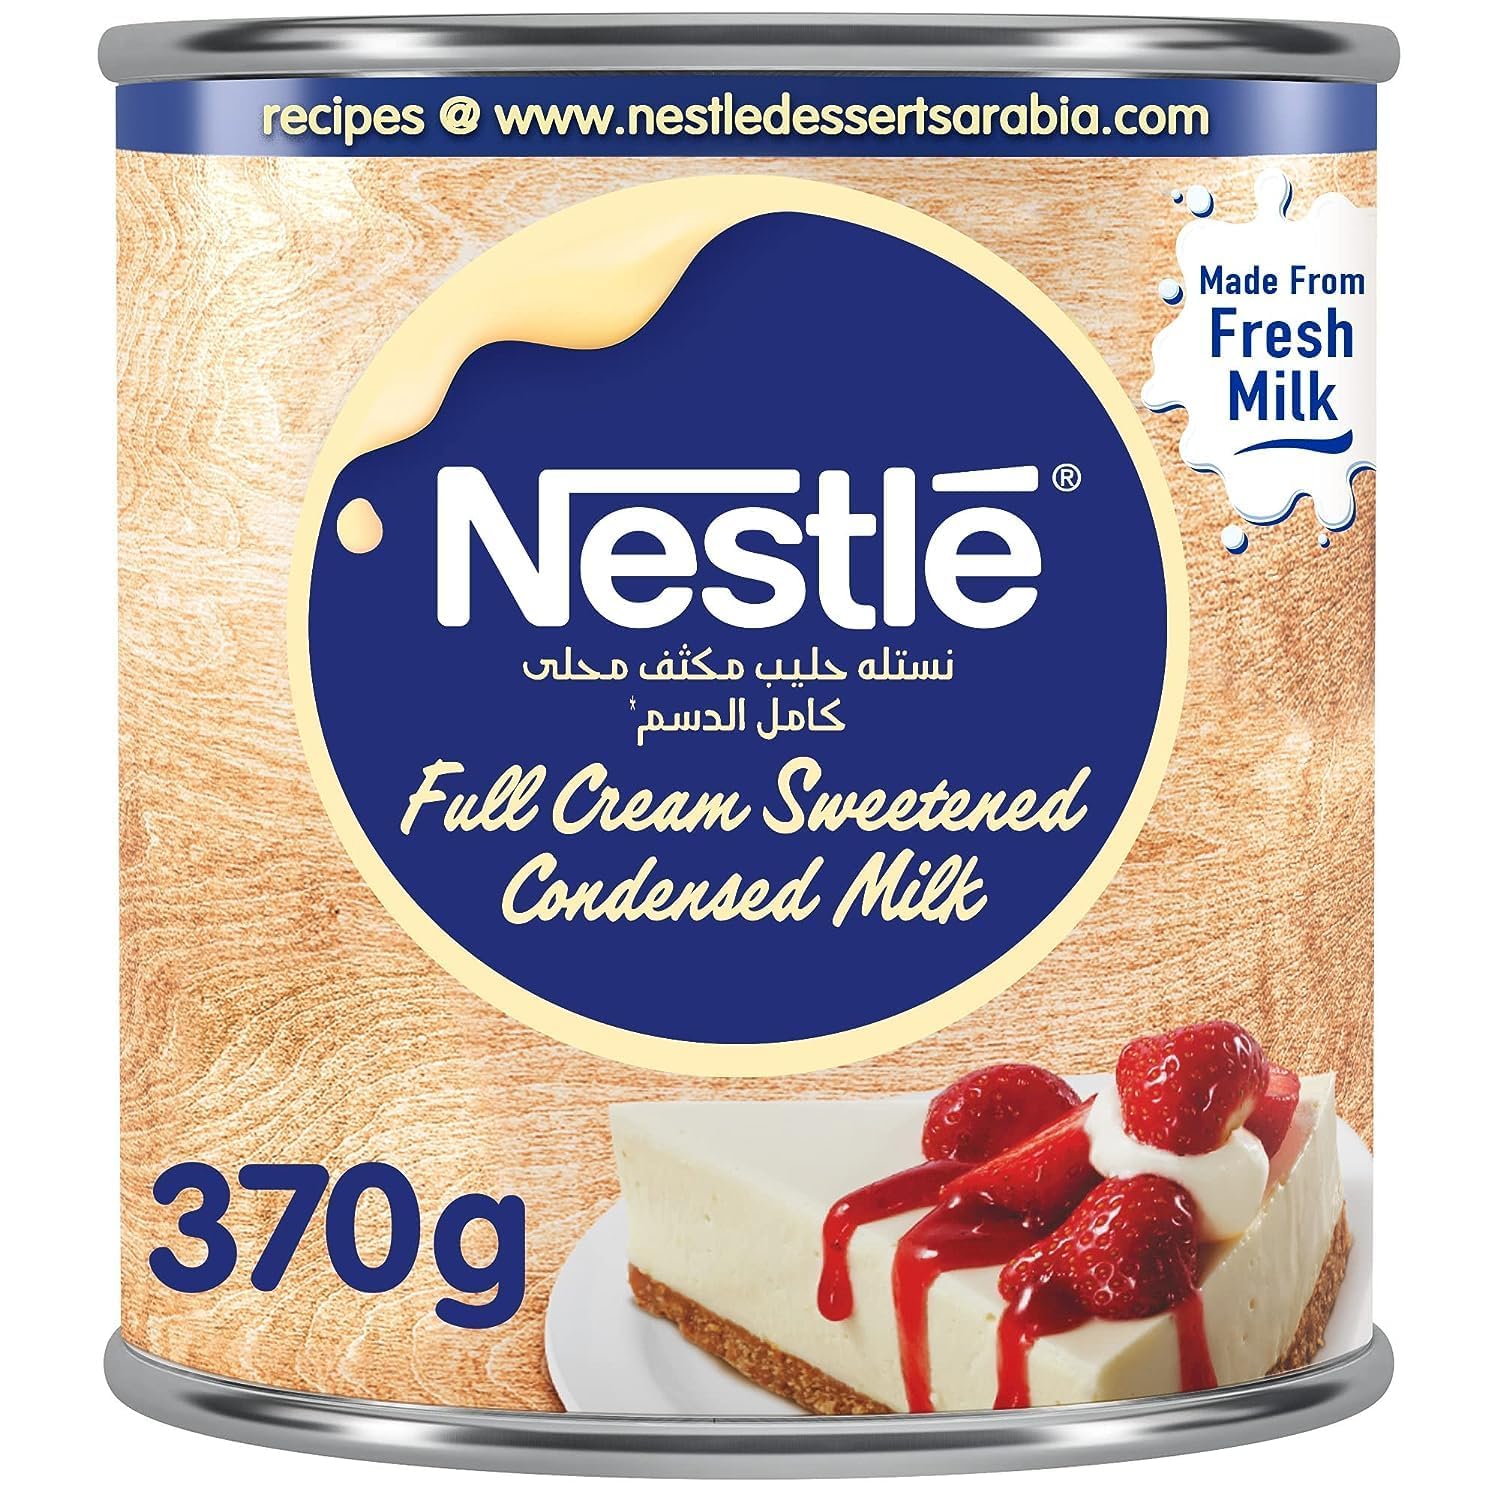 recipes @ www.nestledessertsarabia.com
Made From
Fresh
Milk
Nestlé®
نستله حليب مكثف محلى
كامل الدسم*
Full Cream Sweetened
Condensed Milk
370g